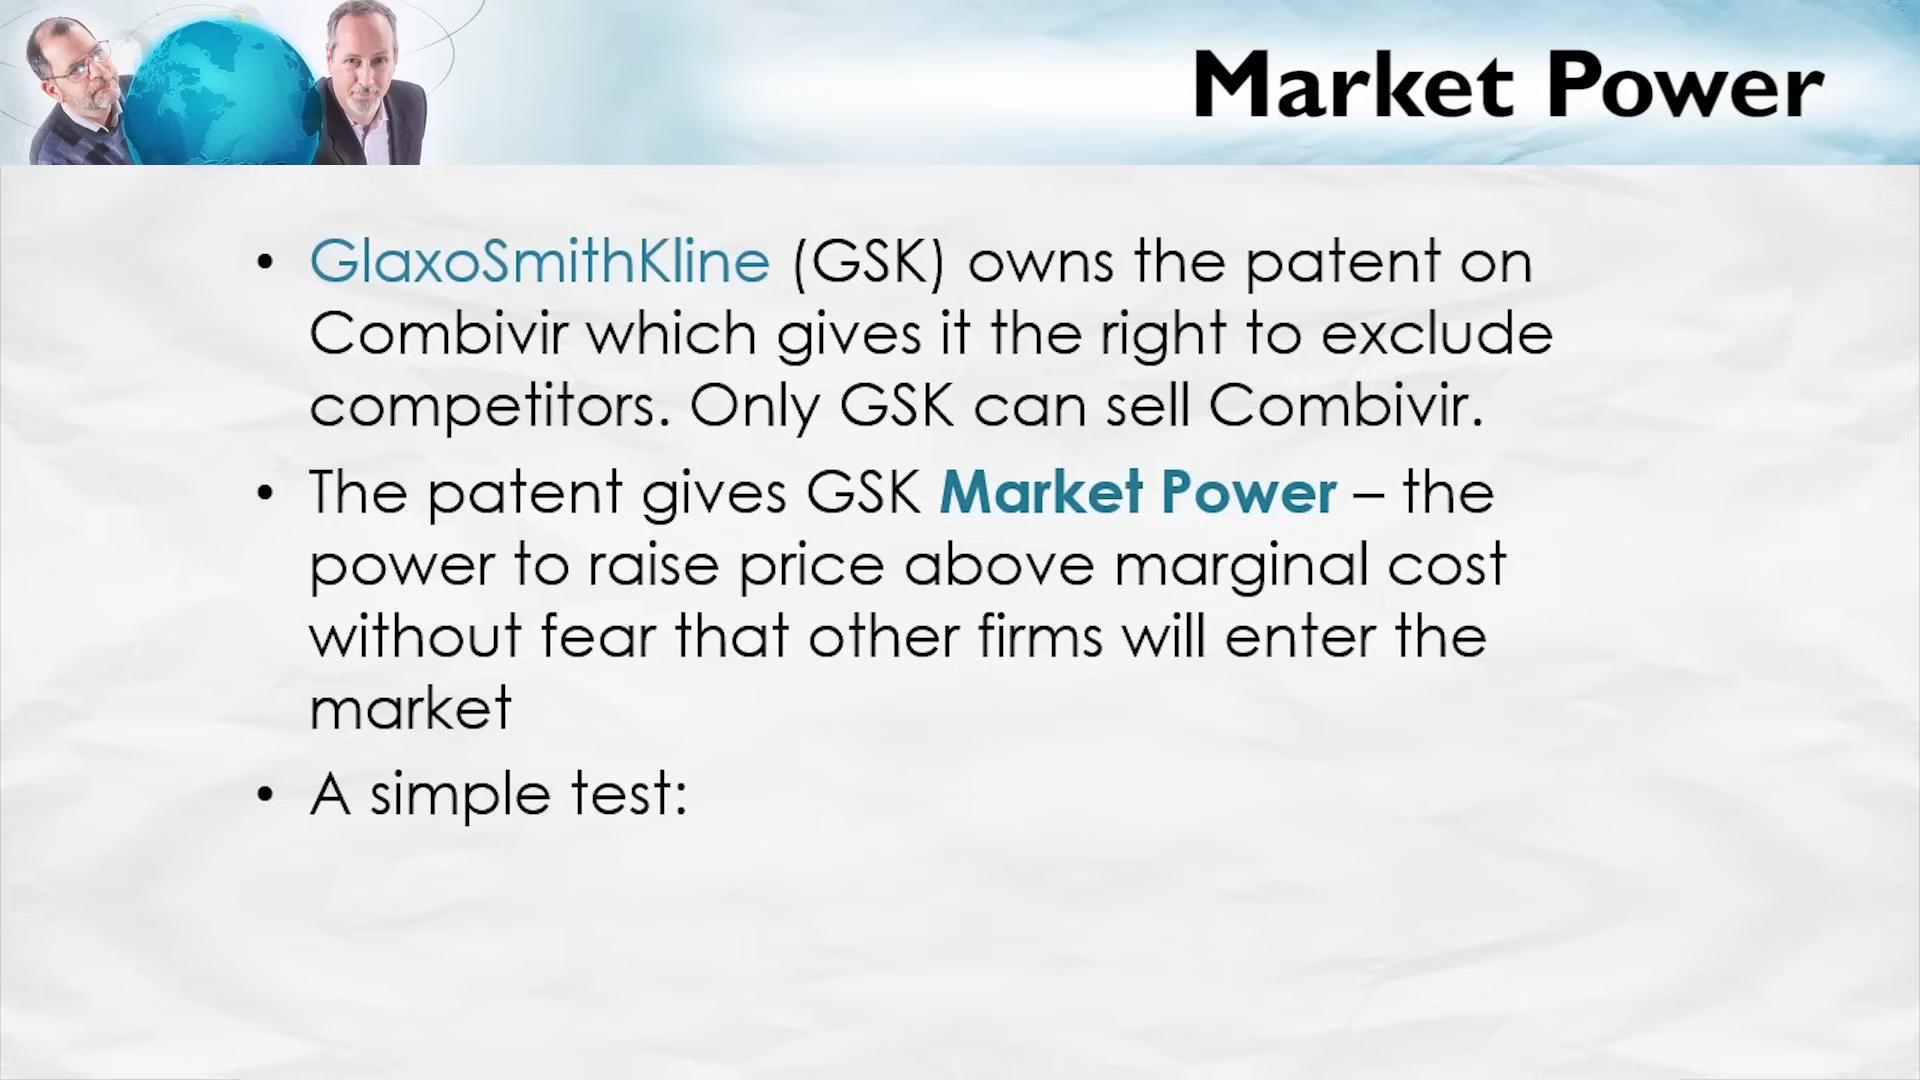 Market Power
• GlaxoSmithKline (GSK) owns the patent on
Combivir which gives it the right to exclude
competitors. Only GSK can sell Combivir.
• The patent gives GSK Market Power – the
power to raise price above marginal cost
without fear that other firms will enter the
market
• A simple test: